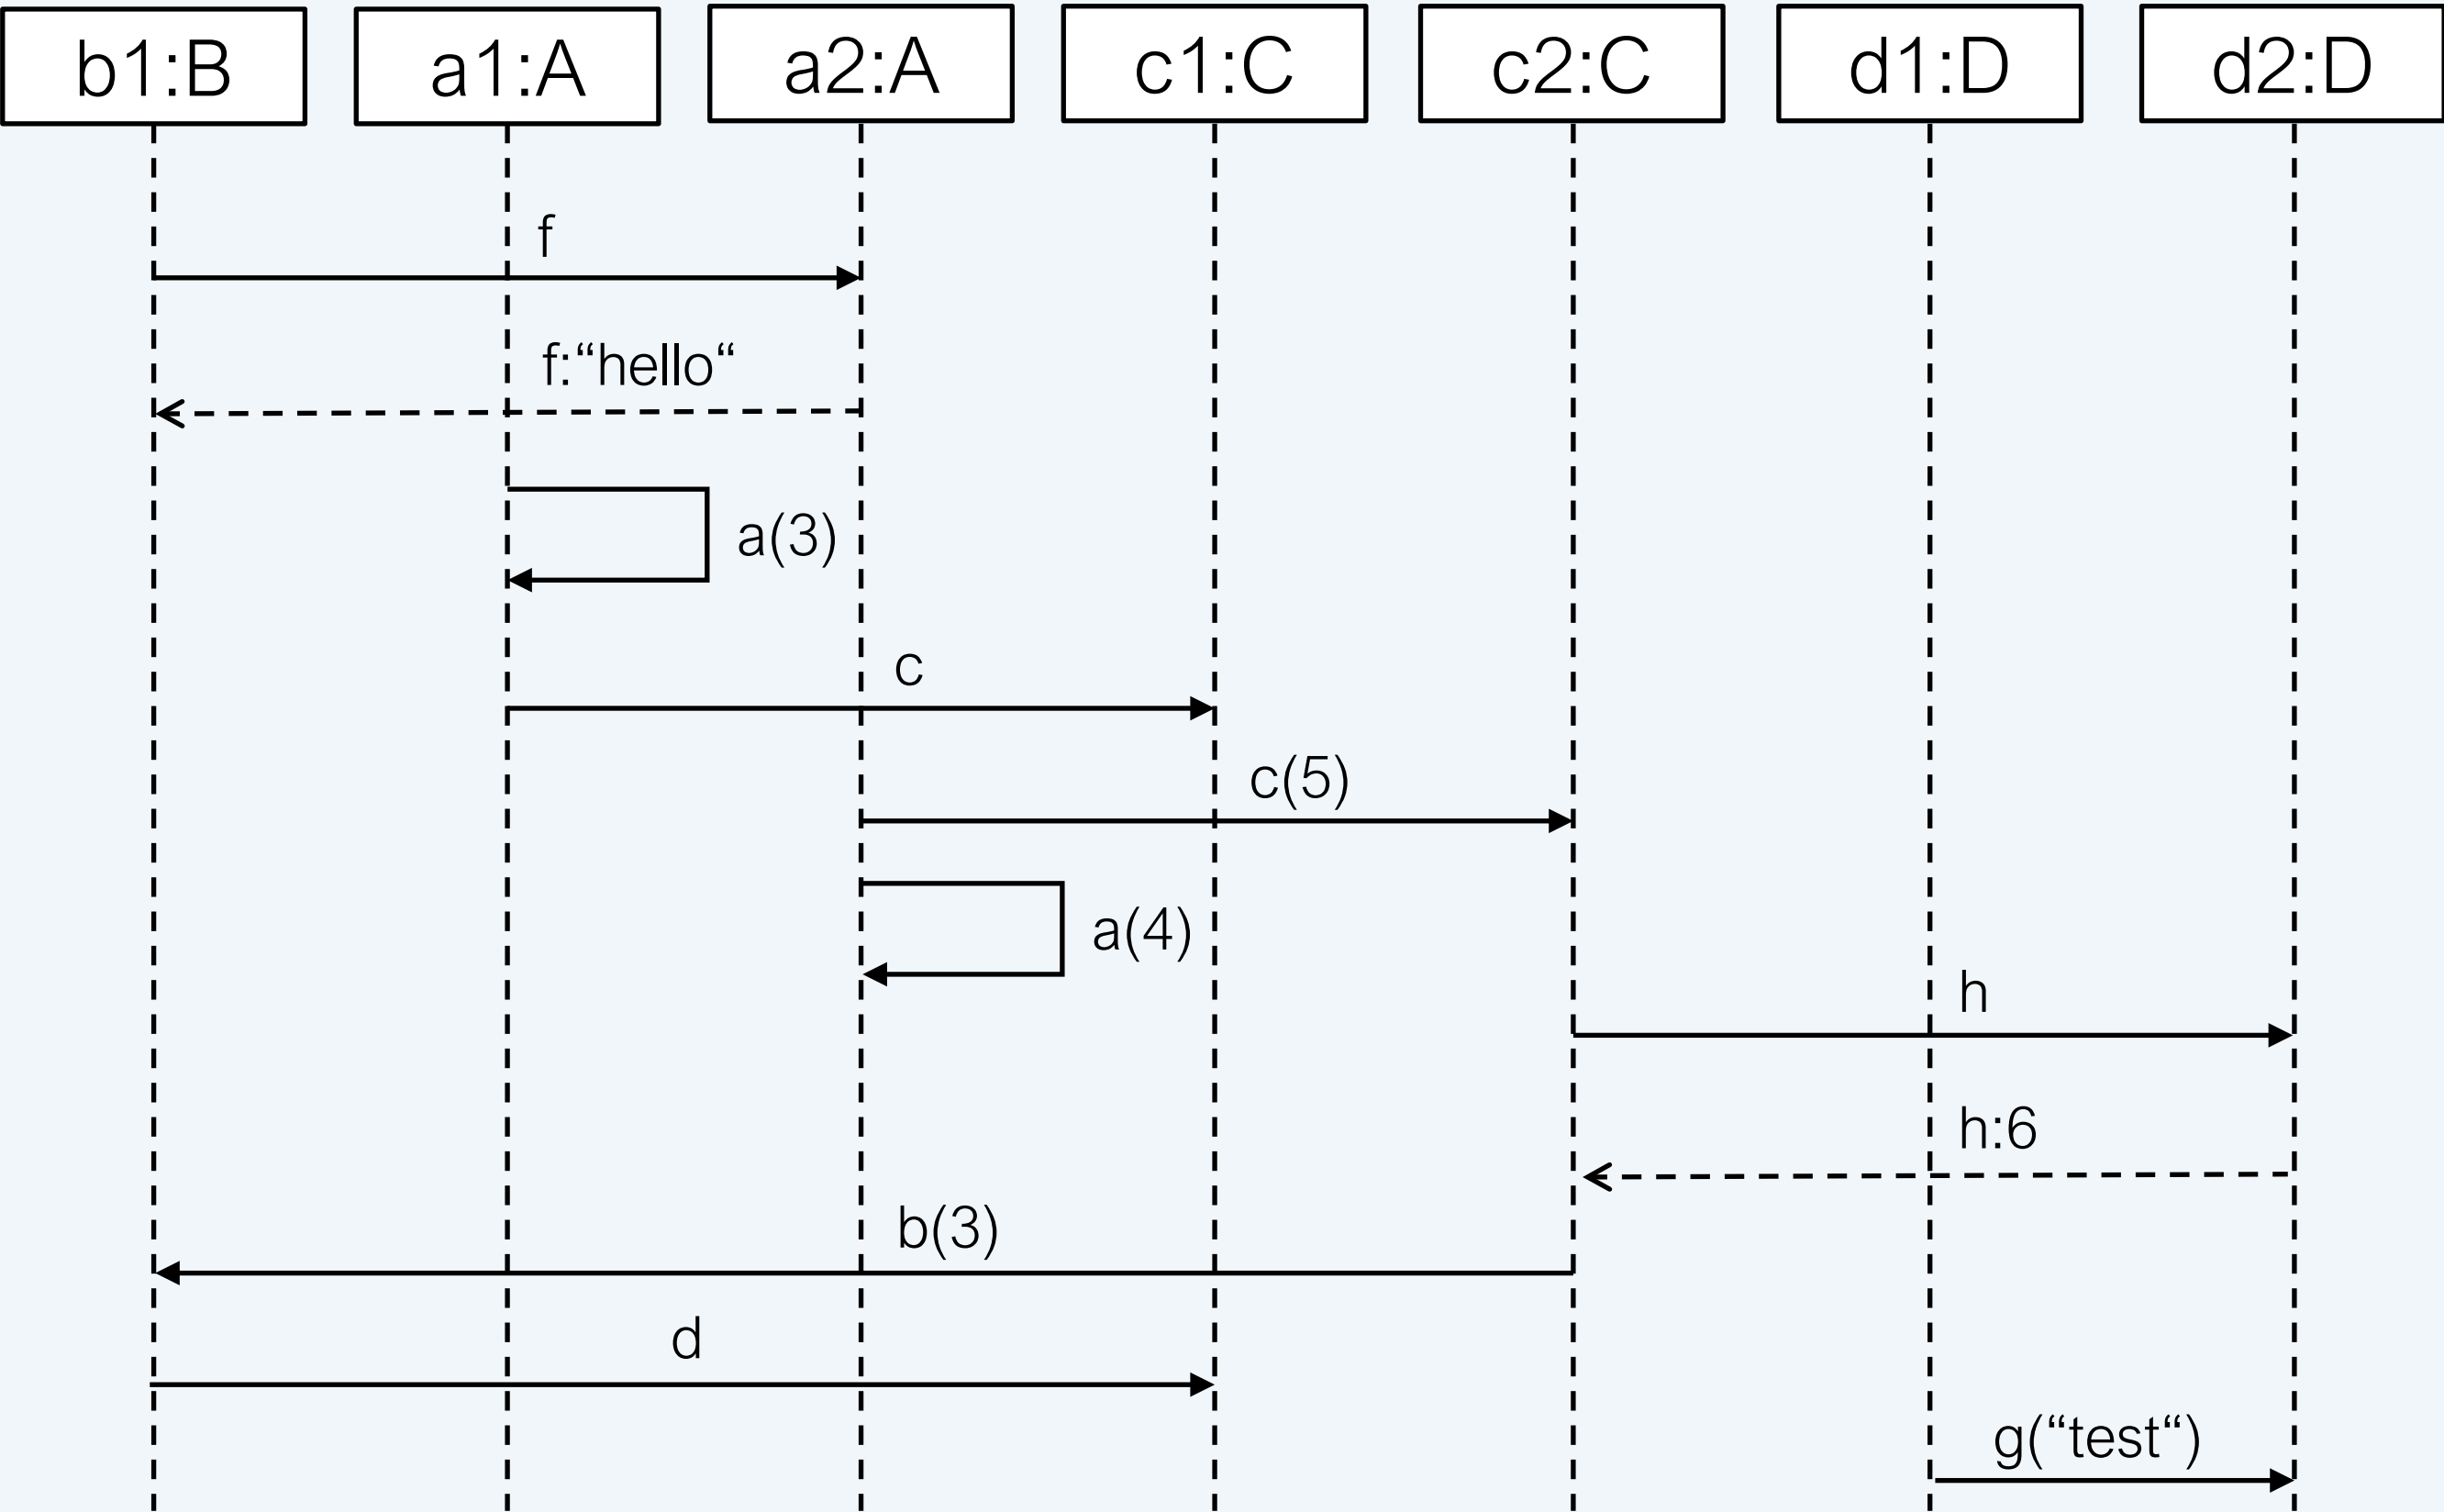 b1:B
a1:A
a2:A
c1:C
c2:C
d1:D
d2:D
f
f:“hello“
a(3)
c
c(5)
a(4)
h
h:6
b(3)
d
g(“test“)